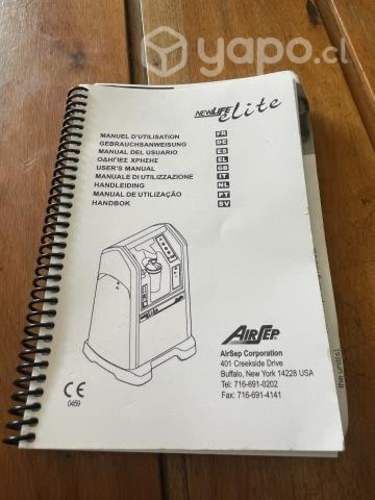 yapo.cl
NEWLIFE elite
MANUEL D'UTILISATION FR
GEBRAUCHSANWEISUNG DE
MANUAL DEL USUARIO ES
ΟΔΗΓΙΕΣ ΧΡΗΣΗΣ EL
USER'S MANUAL GB
MANUALE DI UTILIZZAZIONE IT
HANDLEIDING NL
MANUAL DE UTILIZAÇÃO PT
HANDBOK SV
AIRSEP
AirSep Corporation
401 Creekside Drive
Buffalo, New York 14228 USA
Tel: 716-691-0202
Fax: 716-691-4141
CE
0459
the unit(s)